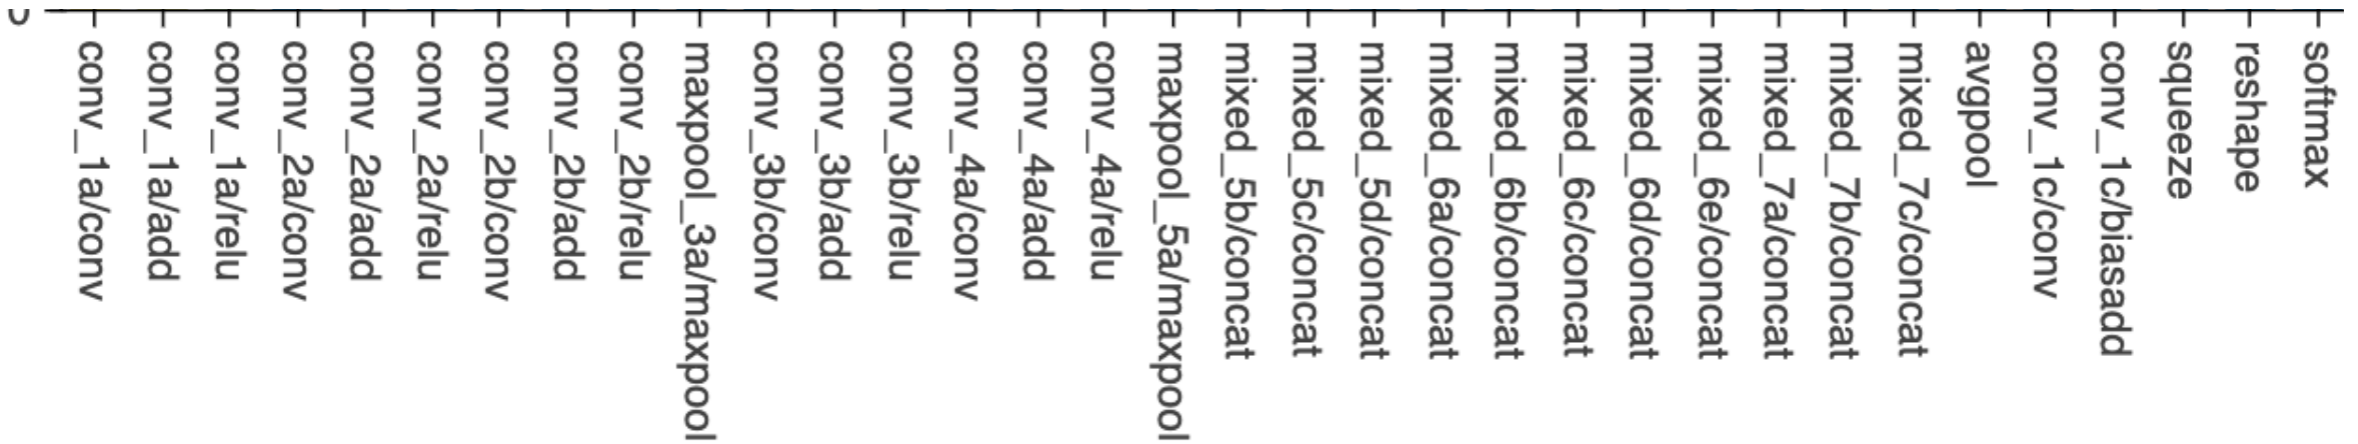 conv_1a/conv
conv_1a/add
conv_1a/relu
conv_2a/conv
conv_2a/add
conv_2a/relu
conv_2b/conv
conv_2b/add
conv_2b/relu
maxpool_3a/maxpool
conv_3b/conv
conv_3b/add
conv_3b/relu
conv_4a/conv
conv_4a/add
conv_4a/relu
maxpool_5a/maxpool
mixed_5b/concat
mixed_5c/concat
mixed_5d/concat
mixed_6a/concat
mixed_6b/concat
mixed_6c/concat
mixed_6d/concat
mixed_6e/concat
mixed_7a/concat
mixed_7b/concat
mixed_7c/concat
avgpool
conv_1c/conv
conv_1c/biasadd
squeeze
reshape
softmax